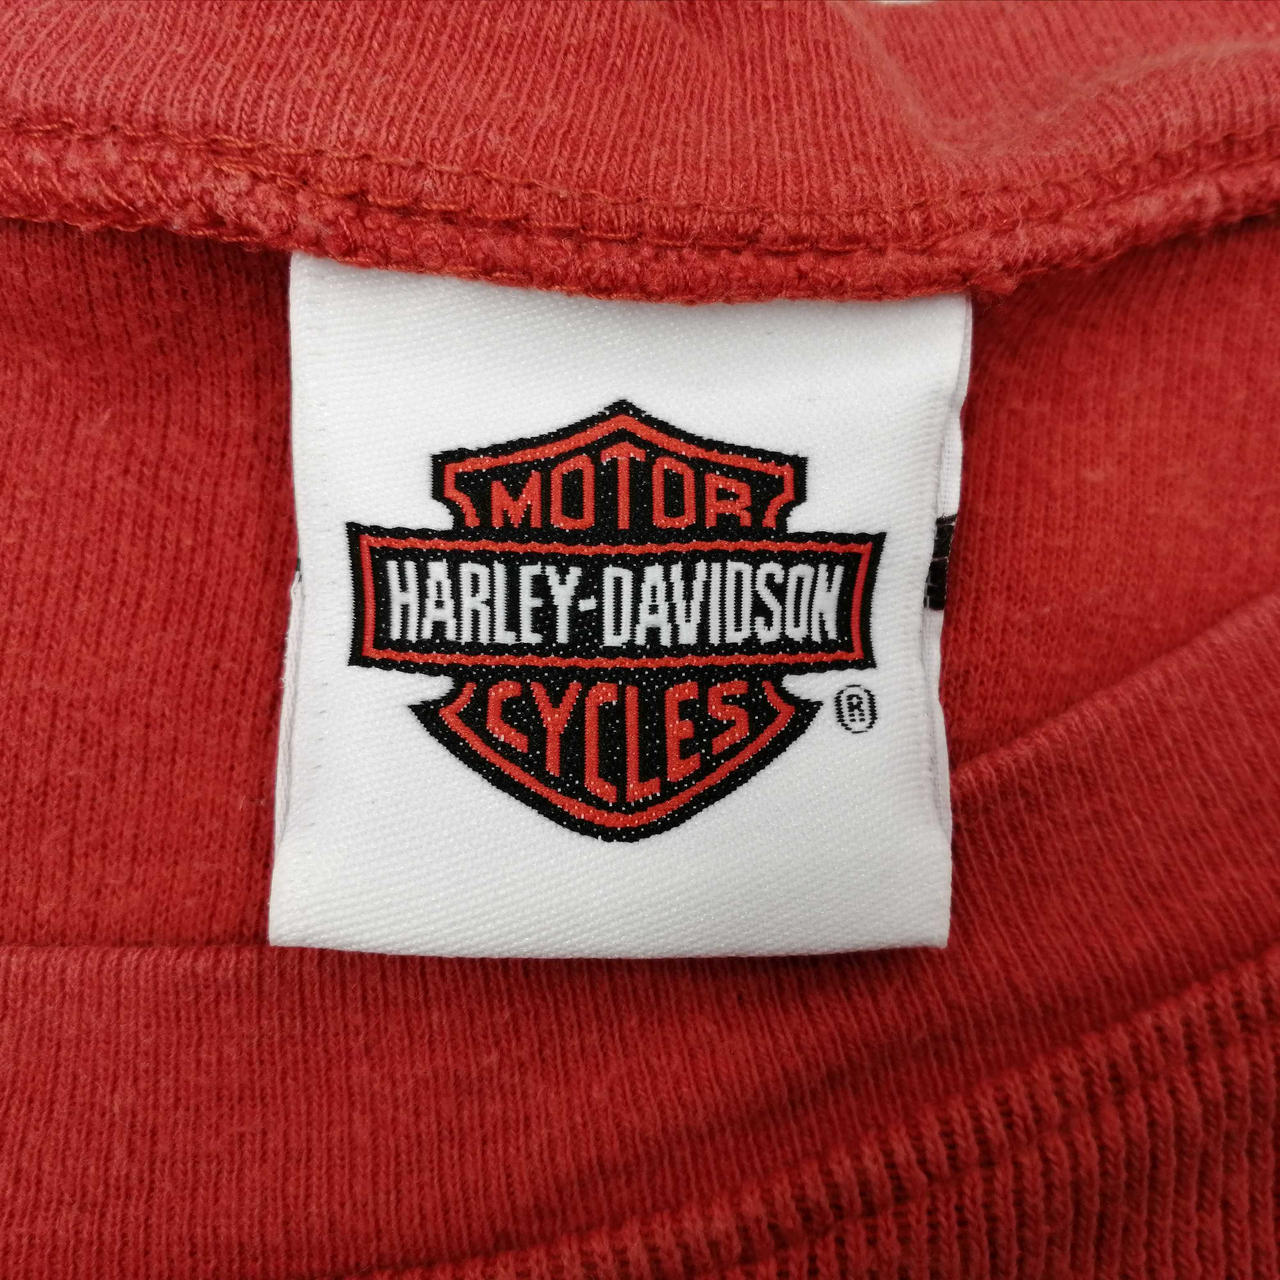 MOTOR
HARLEY-DAVIDSON
CYCLES
®